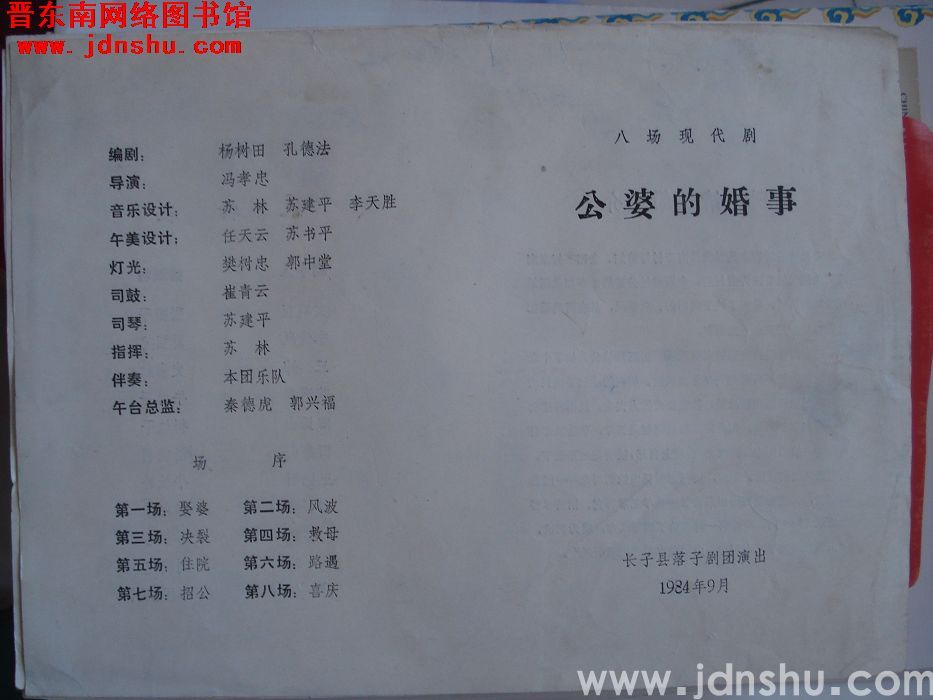 晋东南网络图书馆
www.jdnshu.com
编剧： 杨树田 孔德法
导演： 冯孝忠
音乐设计： 苏 林 苏建平 李天胜
午美设计： 任天云 苏书平
灯光： 樊树忠 郭中堂
司鼓： 崔青云
司琴： 苏建平
指挥： 苏 林
伴奏： 本团乐队
午台总监： 秦德虎 郭兴福
场 序
第一场：娶婆 第二场：风波
第三场：决裂 第四场：救母
第五场：住院 第六场：路遇
第七场：招公 第八场：喜庆
八场现代剧
公婆的婚事
长子县落子剧团演出
1984年9月
www.jdnshu.com